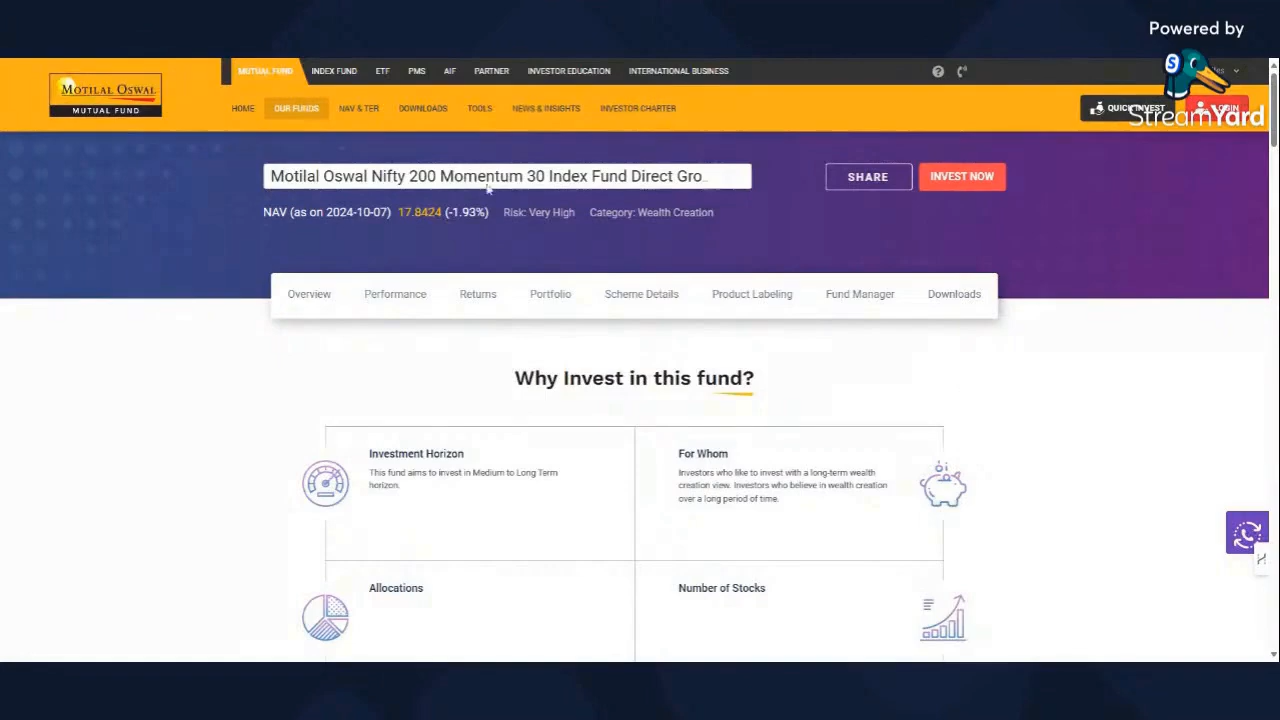 Powered by
StreamYard
MOTILAL OSWAL
MUTUAL FUND
MUTUAL FUND INDEX FUND ETF PMS AIF PARTNER INVESTOR EDUCATION INTERNATIONAL BUSINESS
HOME OUR FUNDS NAV & TER DOWNLOADS TOOLS NEWS & INSIGHTS INVESTOR CHARTER
QUICK INVEST LOGIN
Motilal Oswal Nifty 200 Momentum 30 Index Fund Direct Gro..
SHARE INVEST NOW
NAV (as on 2024-10-07) 17.8424 (-1.93%) Risk: Very High Category: Wealth Creation
Overview Performance Returns Portfolio Scheme Details Product Labeling Fund Manager Downloads
Why Invest in this fund?
Investment Horizon
This fund aims to invest in Medium to Long Term
horizon.
For Whom
Investors who like to invest with a long-term wealth
creation view. Investors who believe in wealth creation
over a long period of time.
Allocations
Number of Stocks